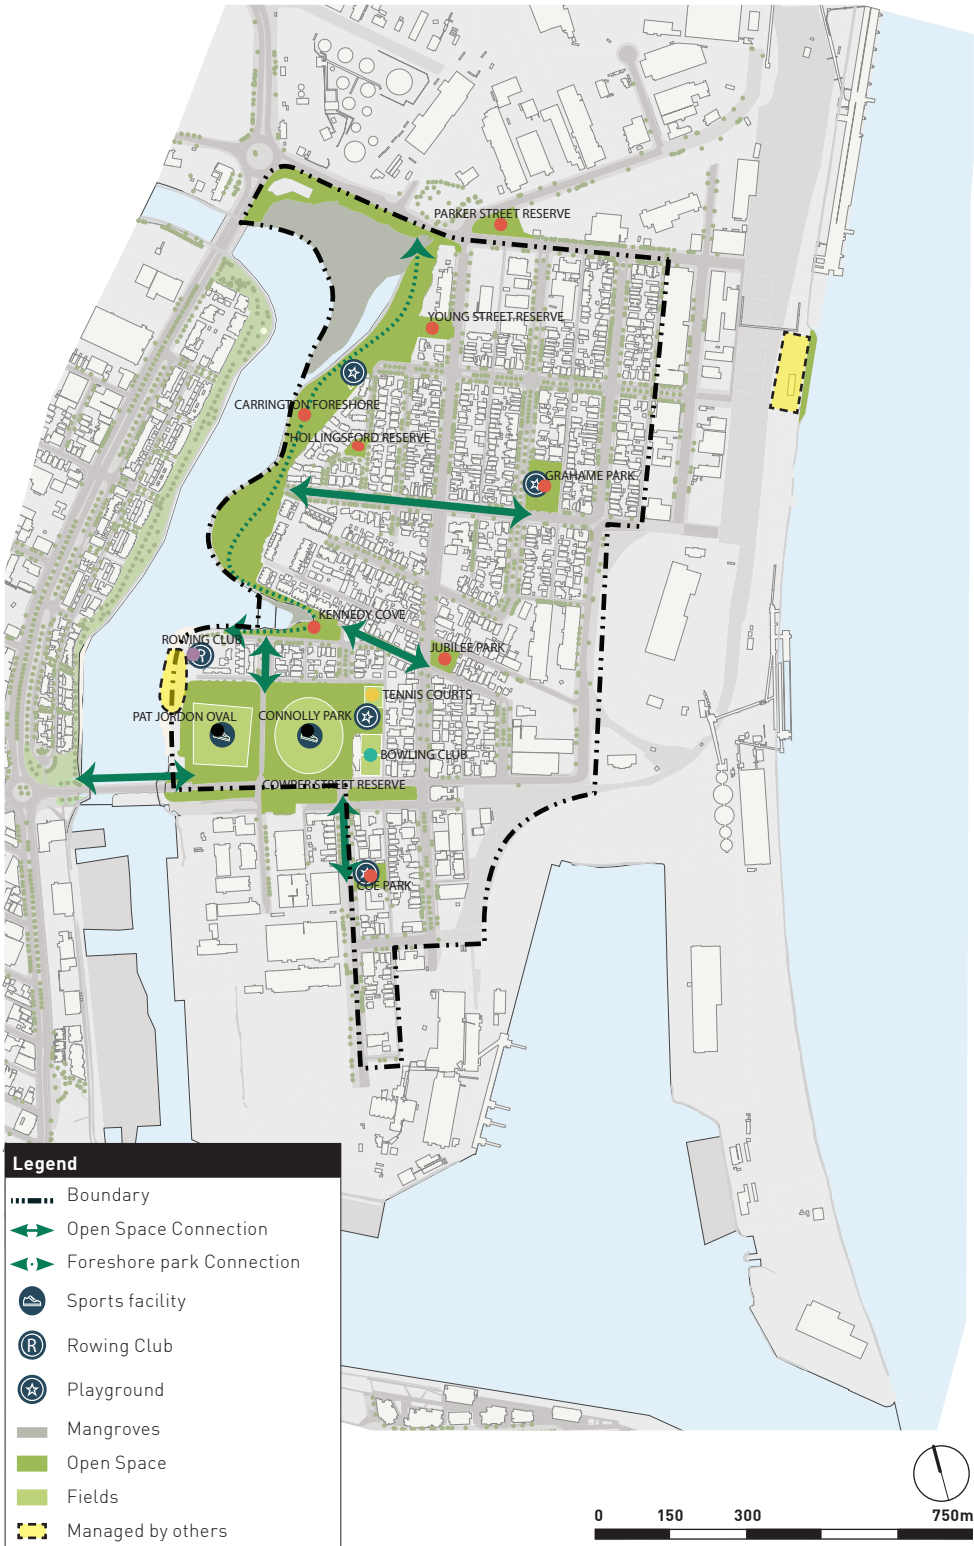 PARKER STREET RESERVE
YOUNG STREET RESERVE
CARRINGTON FORESHORE
HOLLINGSFORD RESERVE
GRAHAME PARK
KENNEDY COVE
ROWING CLUB
R
JUBILEE PARK
TENNIS COURTS
PAT JORDON OVAL
CONNOLLY PARK
BOWLING CLUB
COWPER STREET RESERVE
COE PARK
Legend
Boundary
Open Space Connection
Foreshore park Connection
Sports facility
R Rowing Club
Playground
Mangroves
Open Space
Fields
Managed by others
0 150 300 750m